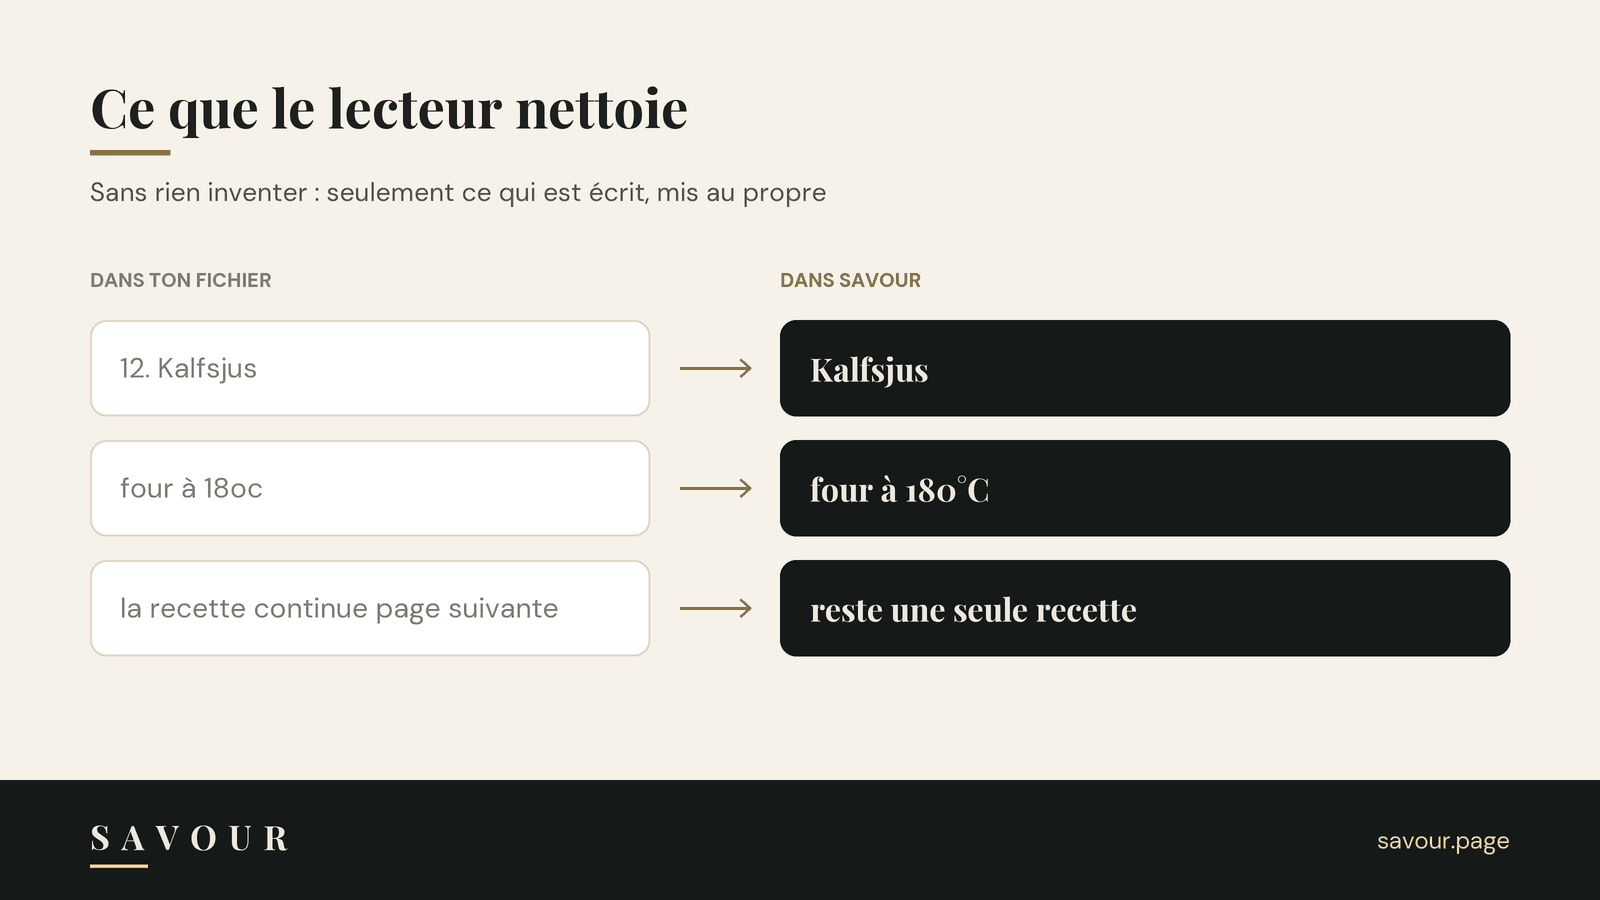 Ce que le lecteur nettoie
Sans rien inventer : seulement ce qui est écrit, mis au propre
DANS TON FICHIER
DANS SAVOUR
12. Kalfsjus
Kalfsjus
four à 18oc
four à 180°C
la recette continue page suivante
reste une seule recette
SAVOUR
savour.page